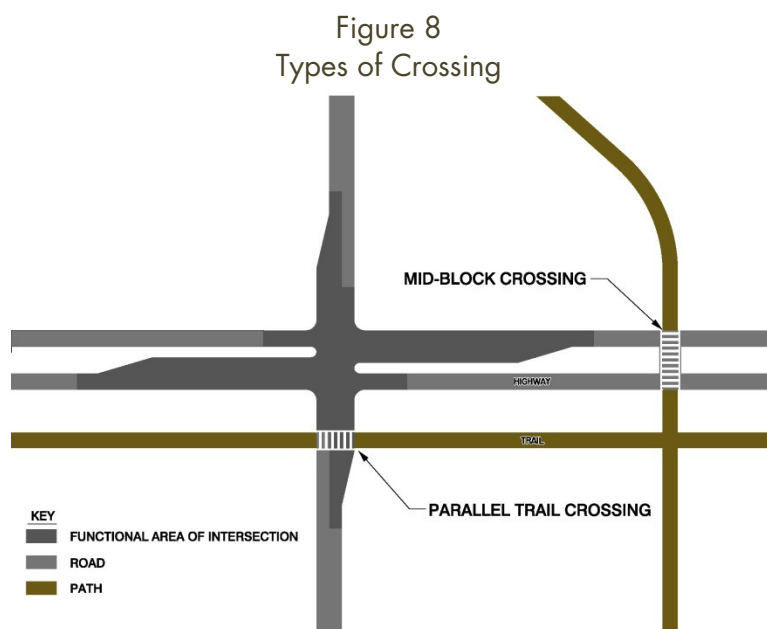 Figure 8
Types of Crossing
MID-BLOCK CROSSING
HIGHWAY
TRAIL
PARALLEL TRAIL CROSSING
KEY
FUNCTIONAL AREA OF INTERSECTION
ROAD
PATH